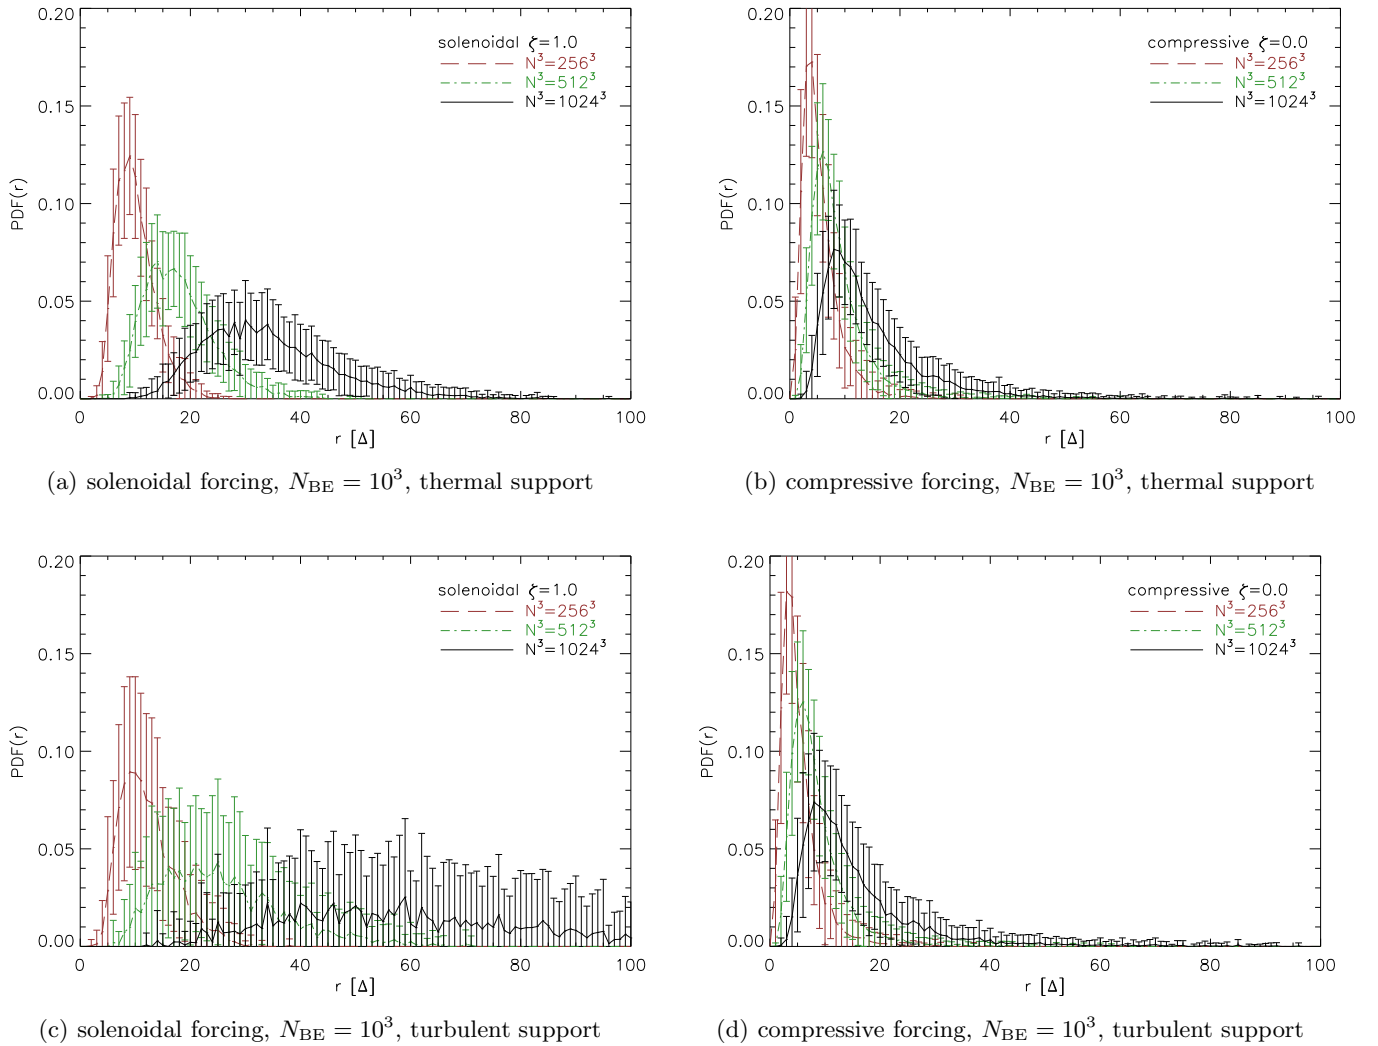 0.20
0.15
0.10
0.05
0.00
PDF(r)
solenoidal ζ=1.0
N³=256³
N³=512³
N³=1024³
0 20 40 60 80 100
r [Δ]
(a) solenoidal forcing, N_BE = 10³, thermal support
0.20
0.15
0.10
0.05
0.00
PDF(r)
compressive ζ=0.0
N³=256³
N³=512³
N³=1024³
0 20 40 60 80 100
r [Δ]
(b) compressive forcing, N_BE = 10³, thermal support
0.20
0.15
0.10
0.05
0.00
PDF(r)
solenoidal ζ=1.0
N³=256³
N³=512³
N³=1024³
0 20 40 60 80 100
r [Δ]
(c) solenoidal forcing, N_BE = 10³, turbulent support
0.20
0.15
0.10
0.05
0.00
PDF(r)
compressive ζ=0.0
N³=256³
N³=512³
N³=1024³
0 20 40 60 80 100
r [Δ]
(d) compressive forcing, N_BE = 10³, turbulent support